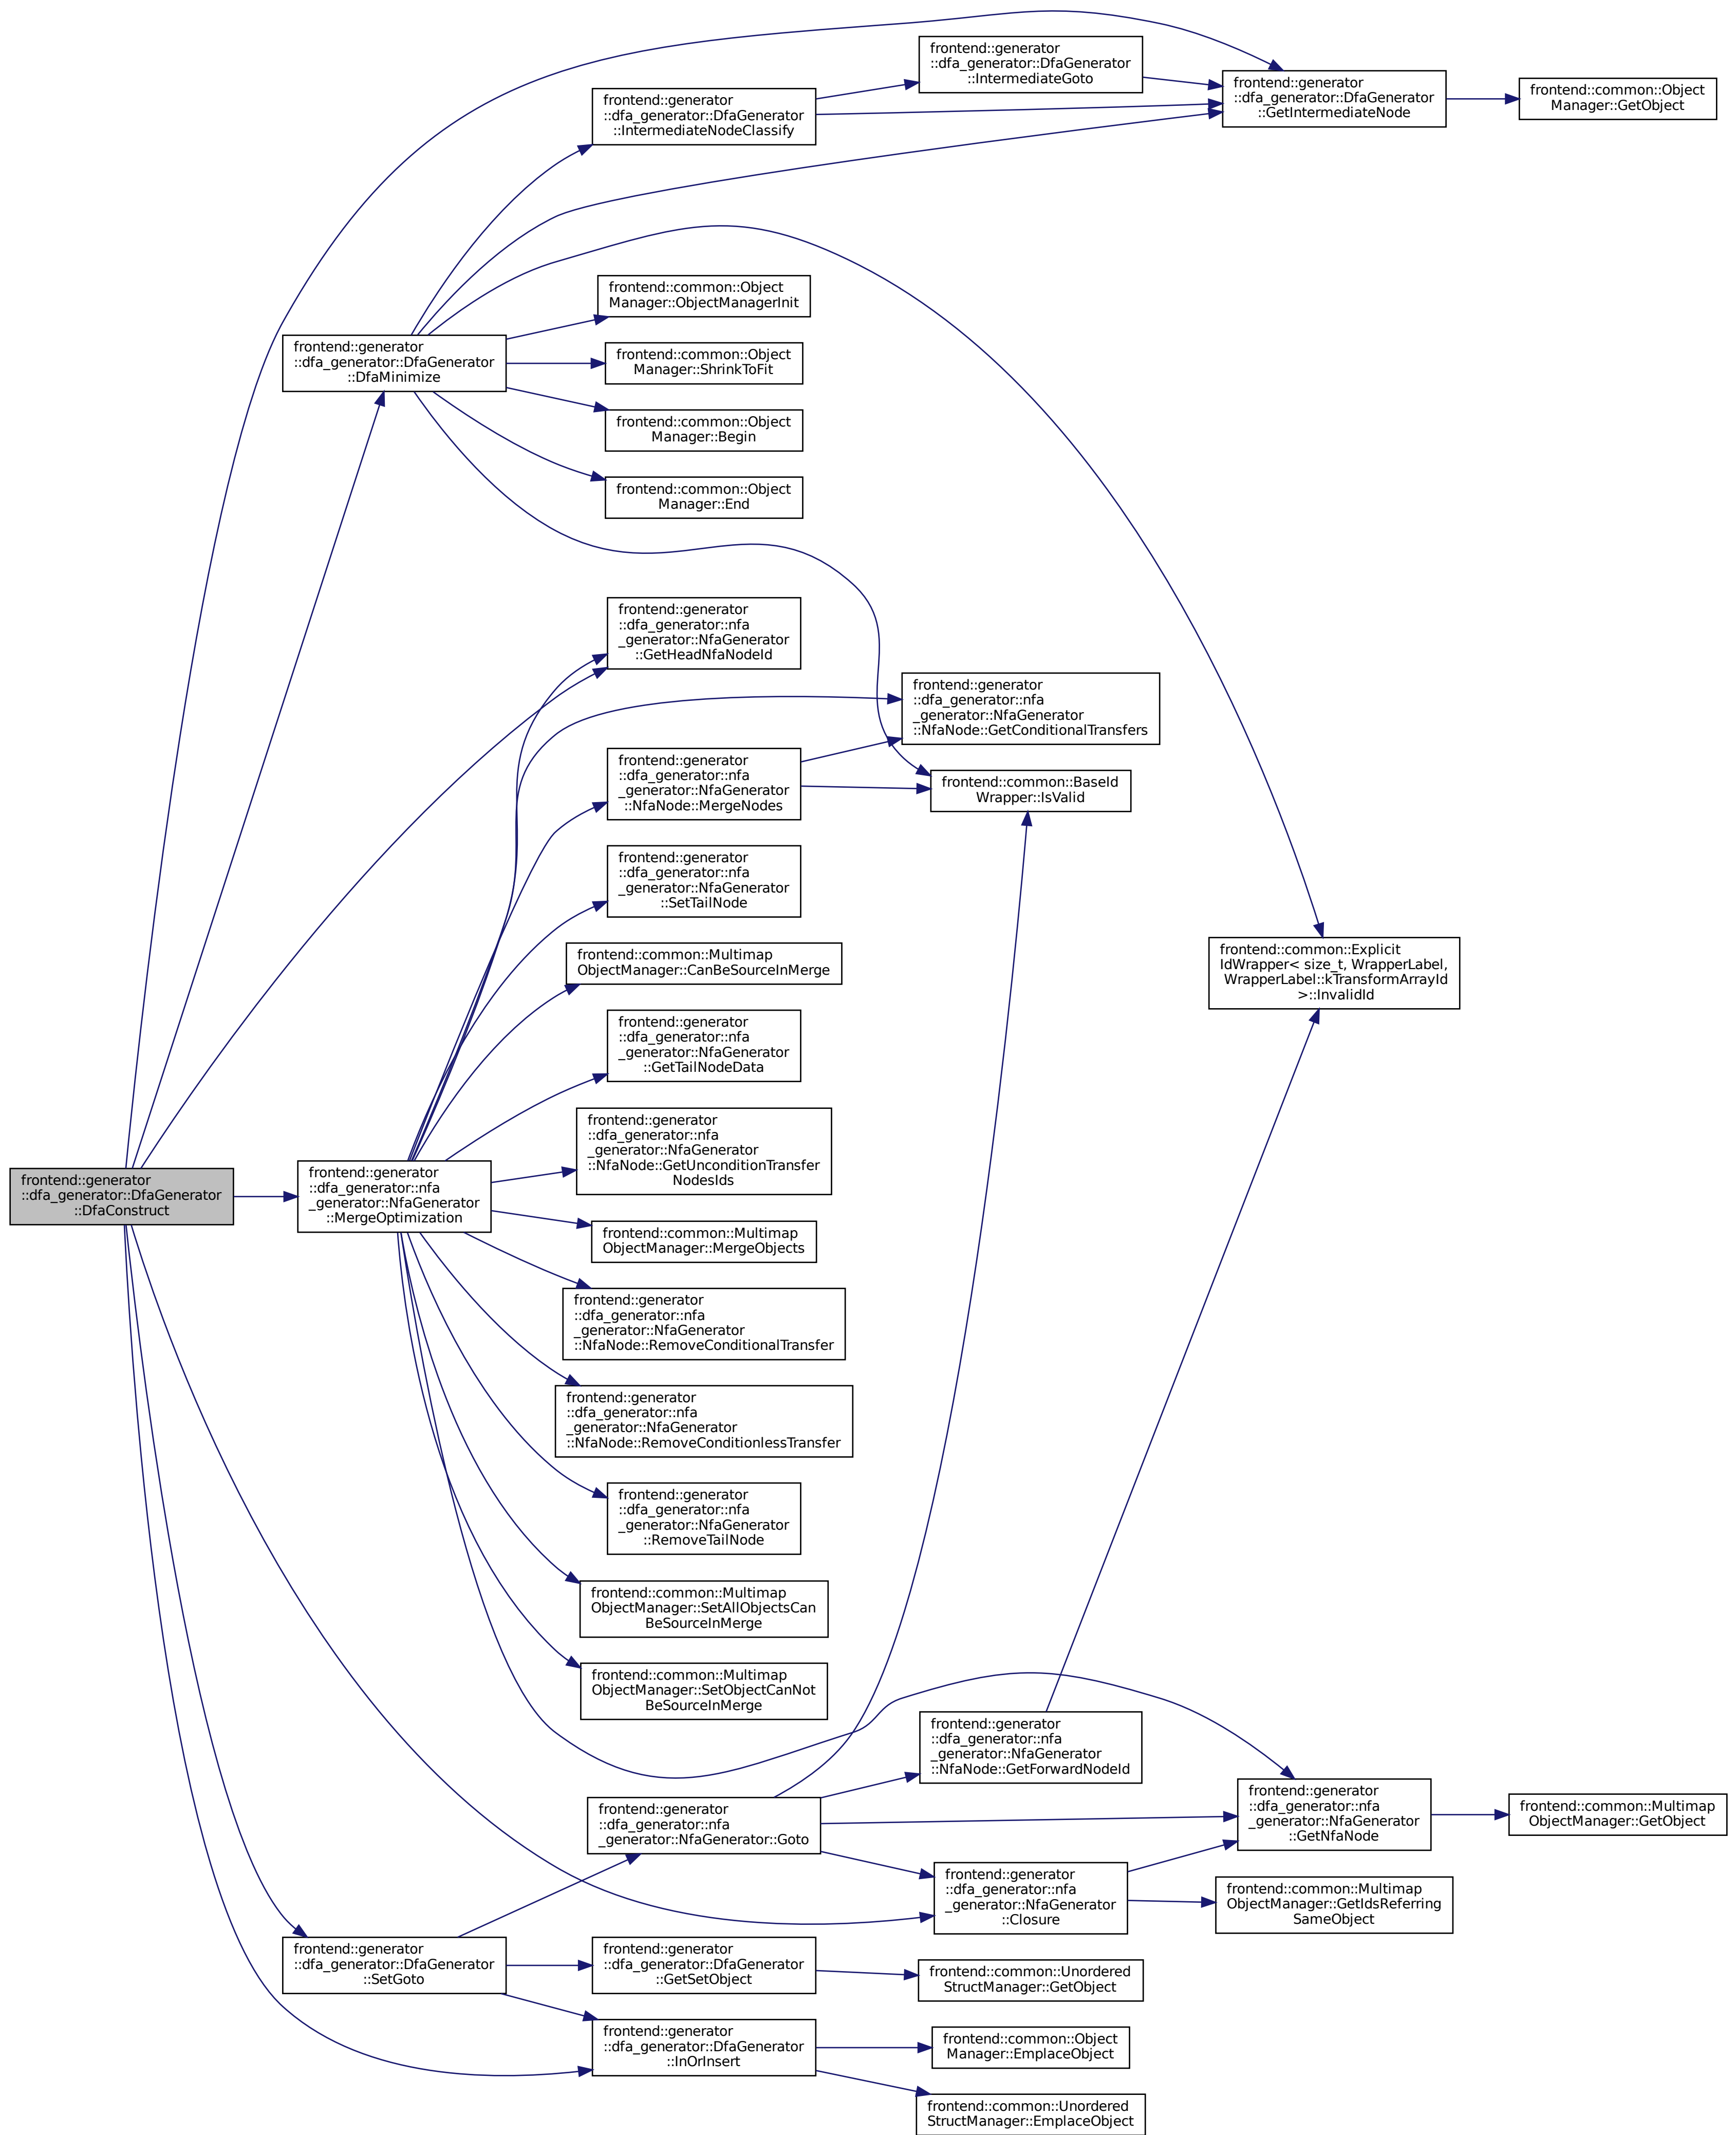 frontend::generator
::dfa_generator::DfaGenerator
::IntermediateGoto
frontend::generator
::dfa_generator::DfaGenerator
::GetIntermediateNode
frontend::common::Object
Manager::GetObject
frontend::generator
::dfa_generator::DfaGenerator
::IntermediateNodeClassify
frontend::common::Object
Manager::ObjectManagerInit
frontend::generator
::dfa_generator::DfaGenerator
::DfaMinimize
frontend::common::Object
Manager::ShrinkToFit
frontend::common::Object
Manager::Begin
frontend::common::Object
Manager::End
frontend::generator
::dfa_generator::nfa
_generator::NfaGenerator
::GetHeadNfaNodeId
frontend::generator
::dfa_generator::nfa
_generator::NfaGenerator
::NfaNode::GetConditionalTransfers
frontend::generator
::dfa_generator::nfa
_generator::NfaGenerator
::NfaNode::MergeNodes
frontend::common::BaseId
Wrapper::IsValid
frontend::generator
::dfa_generator::nfa
_generator::NfaGenerator
::SetTailNode
frontend::common::Multimap
ObjectManager::CanBeSourceInMerge
frontend::common::Explicit
IdWrapper< size_t, WrapperLabel,
WrapperLabel::kTransformArrayId
>::InvalidId
frontend::generator
::dfa_generator::nfa
_generator::NfaGenerator
::GetTailNodeData
frontend::generator
::dfa_generator::nfa
_generator::NfaGenerator
::NfaNode::GetUnconditionTransfer
NodesIds
frontend::generator
::dfa_generator::DfaGenerator
::DfaConstruct
frontend::generator
::dfa_generator::nfa
_generator::NfaGenerator
::MergeOptimization
frontend::common::Multimap
ObjectManager::MergeObjects
frontend::generator
::dfa_generator::nfa
_generator::NfaGenerator
::NfaNode::RemoveConditionalTransfer
frontend::generator
::dfa_generator::nfa
_generator::NfaGenerator
::NfaNode::RemoveConditionlessTransfer
frontend::generator
::dfa_generator::nfa
_generator::NfaGenerator
::RemoveTailNode
frontend::common::Multimap
ObjectManager::SetAllObjectsCan
BeSourceInMerge
frontend::common::Multimap
ObjectManager::SetObjectCanNot
BeSourceInMerge
frontend::generator
::dfa_generator::nfa
_generator::NfaGenerator
::NfaNode::GetForwardNodeId
frontend::generator
::dfa_generator::nfa
_generator::NfaGenerator::Goto
frontend::generator
::dfa_generator::nfa
_generator::NfaGenerator
::GetNfaNode
frontend::common::Multimap
ObjectManager::GetObject
frontend::generator
::dfa_generator::nfa
_generator::NfaGenerator
::Closure
frontend::common::Multimap
ObjectManager::GetIdsReferring
SameObject
frontend::generator
::dfa_generator::DfaGenerator
::SetGoto
frontend::generator
::dfa_generator::DfaGenerator
::GetSetObject
frontend::common::Unordered
StructManager::GetObject
frontend::generator
::dfa_generator::DfaGenerator
::InOrInsert
frontend::common::Object
Manager::EmplaceObject
frontend::common::Unordered
StructManager::EmplaceObject